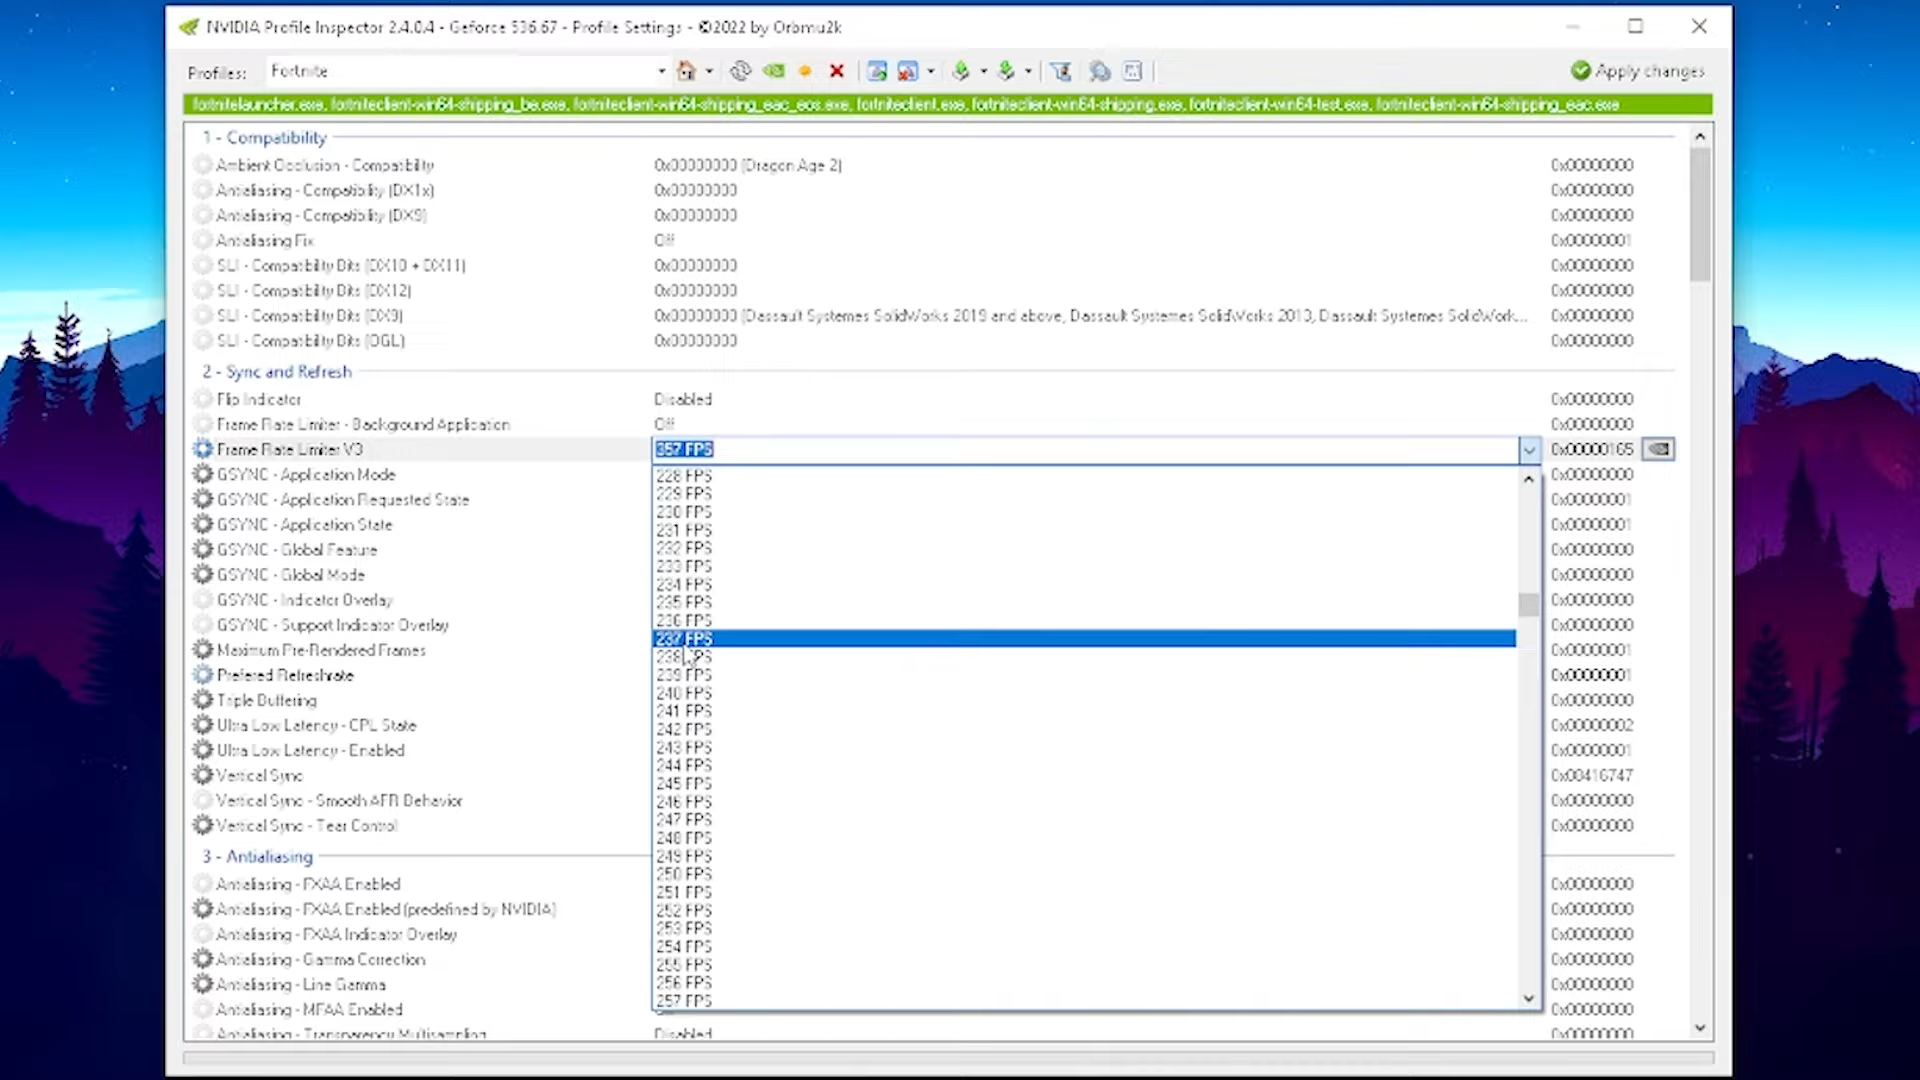 NVIDIA Profile Inspector 2.4.0.4 - Geforce 536.67 - Profile Settings - ©2022 by Orbmu2k
Profiles: Fortnite Apply changes
fortnitelauncher.exe, fortniteclient-win64-shipping_be.exe, fortniteclient-win64-shipping_eac_eos.exe, fortniteclient.exe, fortniteclient-win64-shipping.exe, fortniteclient-win64-test.exe, fortniteclient-win64-shipping_eac.exe
1 - Compatibility
Ambient Occlusion - Compatibility 0x00000000 (Dragon Age 2) 0x00000000
Antialiasing - Compatibility (DX1x) 0x00000000 0x00000000
Antialiasing - Compatibility (DX9) 0x00000000 0x00000000
Antialiasing Fix Off 0x00000001
SLI - Compatibility Bits (DX10 + DX11) 0x00000000 0x00000000
SLI - Compatibility Bits (DX12) 0x00000000 0x00000000
SLI - Compatibility Bits (DX9) 0x00000000 (Dassault Systemes SolidWorks 2019 and above, Dassault Systemes SolidWorks 2013, Dassault Systemes SolidWork... 0x00000000
SLI - Compatibility Bits (OGL) 0x00000000 0x00000000
2 - Sync and Refresh
Flip Indicator Disabled 0x00000000
Frame Rate Limiter - Background Application Off 0x00000000
Frame Rate Limiter V3 357 FPS 0x00000165
GSYNC - Application Mode 228 FPS 0x00000000
229 FPS
GSYNC - Application Requested State 230 FPS 0x00000001
GSYNC - Application State 231 FPS 0x00000001
232 FPS
GSYNC - Global Feature 233 FPS 0x00000000
GSYNC - Global Mode 234 FPS 0x00000000
GSYNC - Indicator Overlay 235 FPS 0x00000000
GSYNC - Support Indicator Overlay 236 FPS 0x00000000
237 FPS
Maximum Pre-Rendered Frames 238 FPS 0x00000001
Prefered Refreshrate 239 FPS 0x00000001
Triple Buffering 240 FPS 0x00000000
241 FPS
Ultra Low Latency - CPL State 242 FPS 0x00000002
Ultra Low Latency - Enabled 243 FPS 0x00000001
244 FPS
Vertical Sync 245 FPS 0x08416747
Vertical Sync - Smooth AFR Behavior 246 FPS 0x00000000
Vertical Sync - Tear Control 247 FPS 0x00000000
248 FPS
3 - Antialiasing 249 FPS
250 FPS
Antialiasing - FXAA Enabled 251 FPS 0x00000000
Antialiasing - FXAA Enabled (predefined by NVIDIA) 252 FPS 0x00000000
Antialiasing - FXAA Indicator Overlay 253 FPS 0x00000000
254 FPS
Antialiasing - Gamma Correction 255 FPS 0x00000000
Antialiasing - Line Gamma 256 FPS 0x00000000
Antialiasing - MFAA Enabled 257 FPS 0x00000000
Antialiasing - Transparency Multisampling Disabled 0x00000000